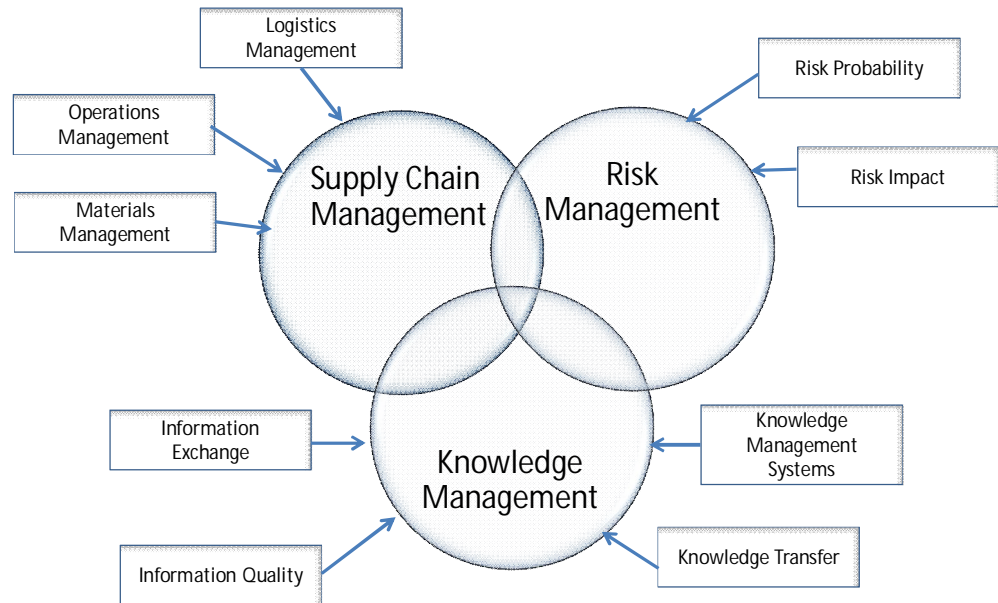 Logistics
Management
Risk Probability
Operations
Management
Supply Chain
Management
Risk
Management
Risk Impact
Materials
Management
Information
Exchange
Knowledge
Management
Systems
Knowledge
Management
Information Quality
Knowledge Transfer